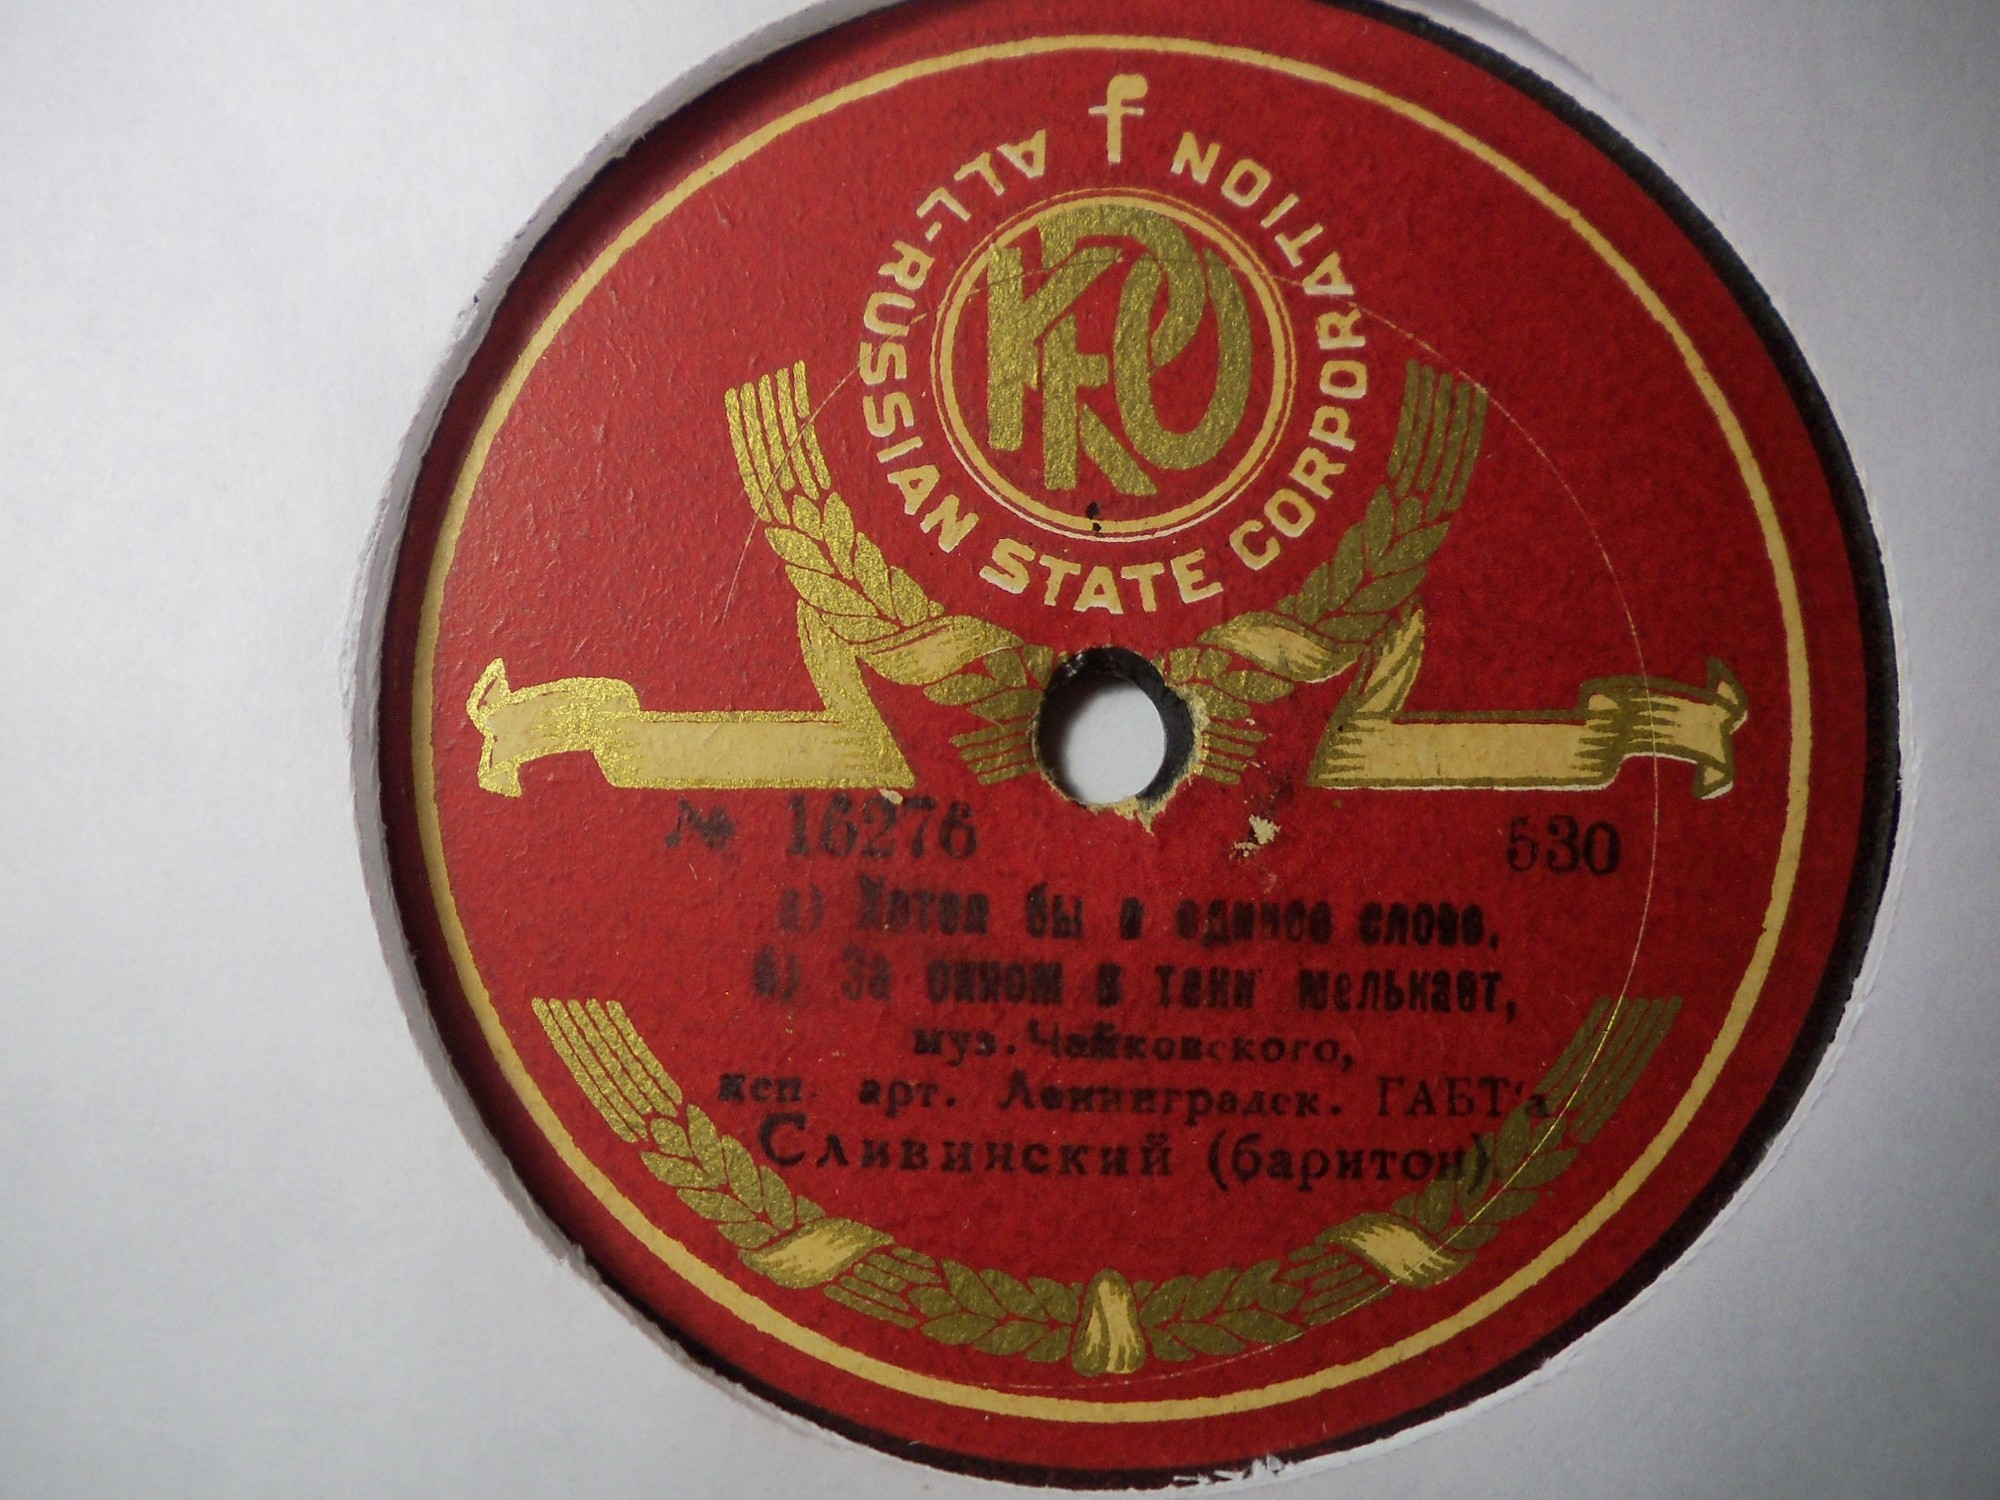 ALL-RUSSIAN STATE CORPORATION
№ 16276 530
а) Хотел бы в единое слово,
б) За окном в тени мелькает,
муз. Чайковского,
исп. арт. Ленинградск. ГАБТ'а
Сливинский (баритон)